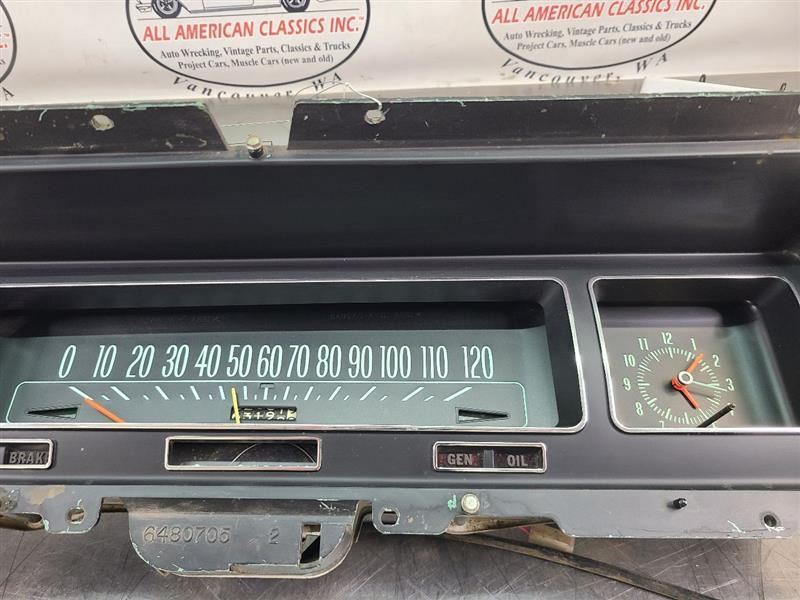 ALL AMERICAN CLASSICS INC.™
Auto Wrecking, Vintage Parts, Classics & Trucks
Project Cars, Muscle Cars (new and old)
Vancouver, WA
ALL AMERICAN CLASSICS INC.
Auto Wrecking, Vintage Parts, Classics & Trucks
Project Cars, Muscle Cars (new and old)
Vancouver, WA
0 10 20 30 40 50 60 70 80 90 100 110 120
T
11 12 1
10 2
9 3
8
7
BRAK
GEN OIL
6480705 2